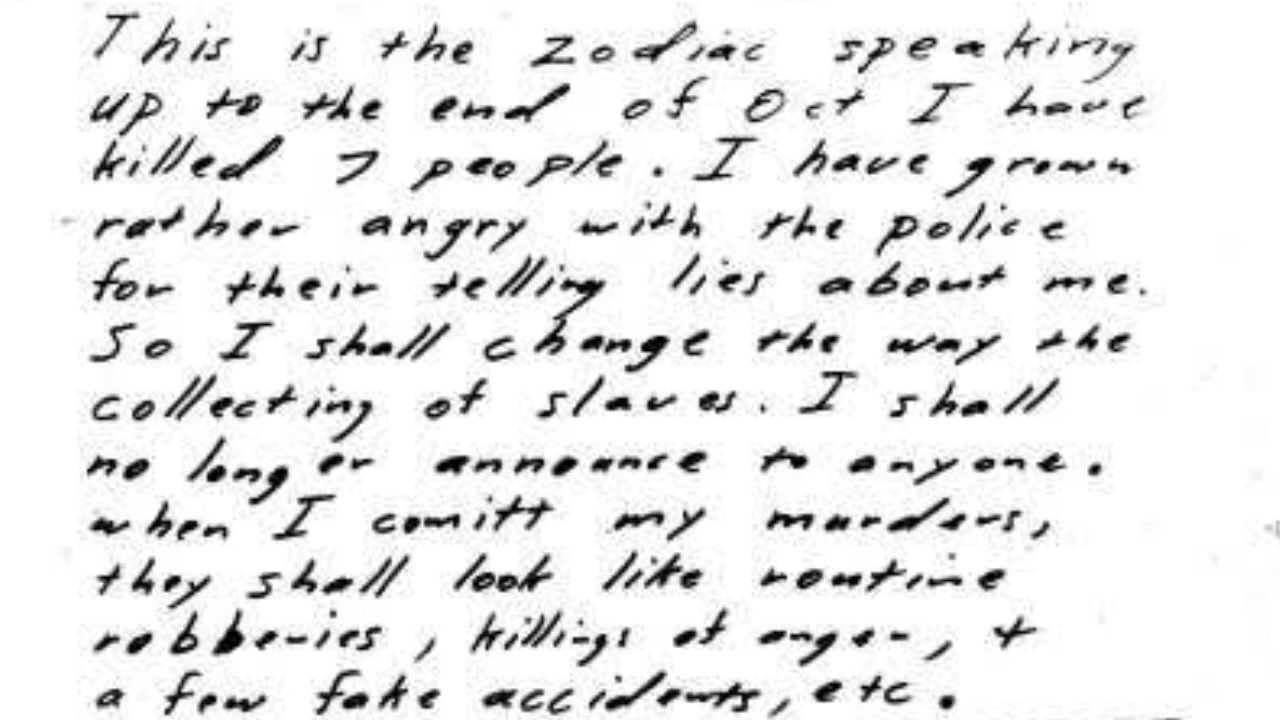 This is the Zodiac speaking
up to the end of Oct I have
killed 7 people. I have grown
rather angry with the police
for their telling lies about me.
So I shall change the way the
collecting of slaves. I shall
no longer announce to anyone.
when I comitt my murders,
they shall look like routine
robberies, killings of anger, +
a few fake accidents, etc.